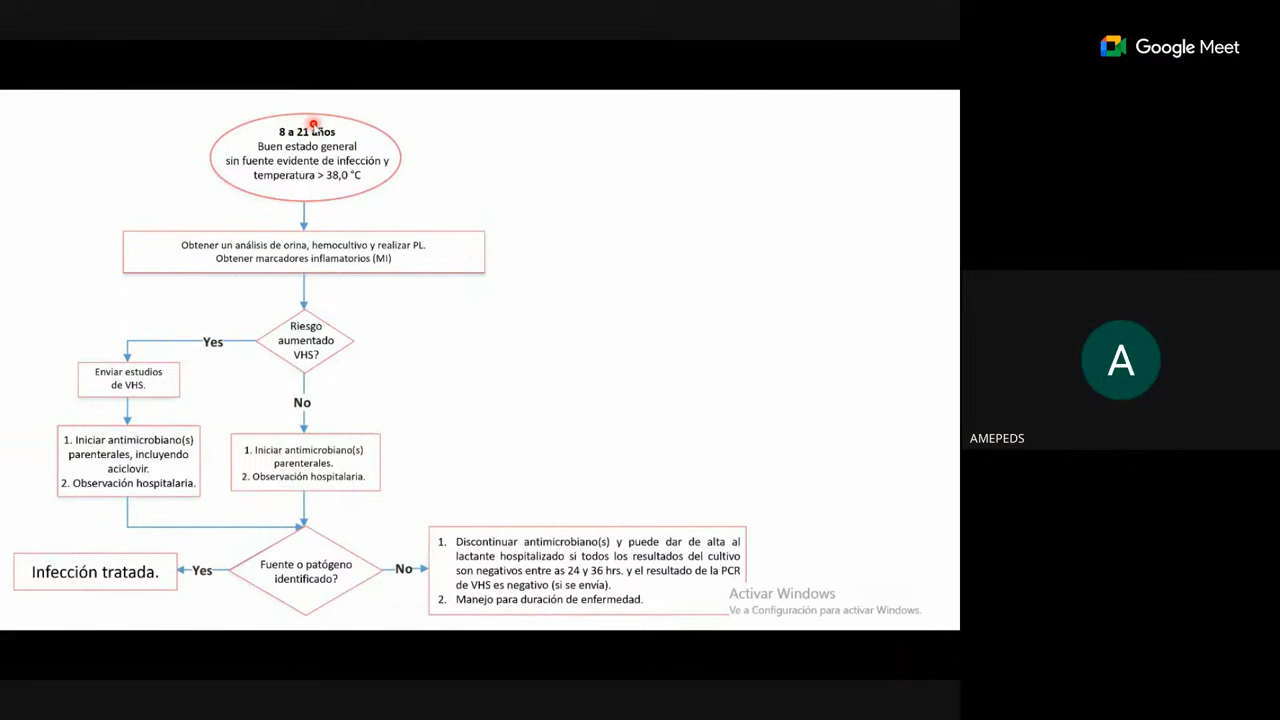 Google Meet
8 a 21 años
Buen estado general
sin fuente evidente de infección y
temperatura > 38,0 °C
Obtener un análisis de orina, hemocultivo y realizar PL.
Obtener marcadores inflamatorios (MI)
Riesgo
aumentado
VHS?
Yes
No
Enviar estudios
de VHS.
1. Iniciar antimicrobiano(s)
parenterales, incluyendo
aciclovir.
2. Observación hospitalaria.
1. Iniciar antimicrobiano(s)
parenterales.
2. Observación hospitalaria.
Fuente o patógeno
identificado?
Yes
Infección tratada.
No
1. Discontinuar antimicrobiano(s) y puede dar de alta al
lactante hospitalizado si todos los resultados del cultivo
son negativos entre as 24 y 36 hrs. y el resultado de la PCR
de VHS es negativo (si se envía).
2. Manejo para duración de enfermedad.
Activar Windows
Ve a Configuración para activar Windows.
A
AMEPEDS